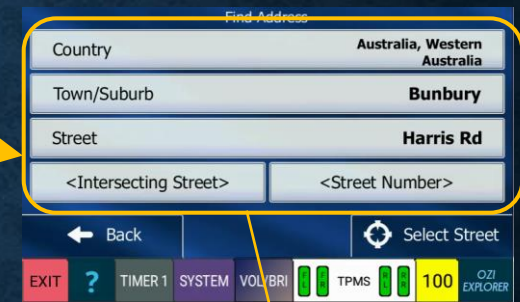 Find Address
Country Australia, Western
Australia
Town/Suburb Bunbury
Street Harris Rd
<Intersecting Street> <Street Number>
Back Select Street
EXIT ? TIMER 1 SYSTEM VOL/BRI F L F R TPMS R L R R 100 OZI
EXPLORER